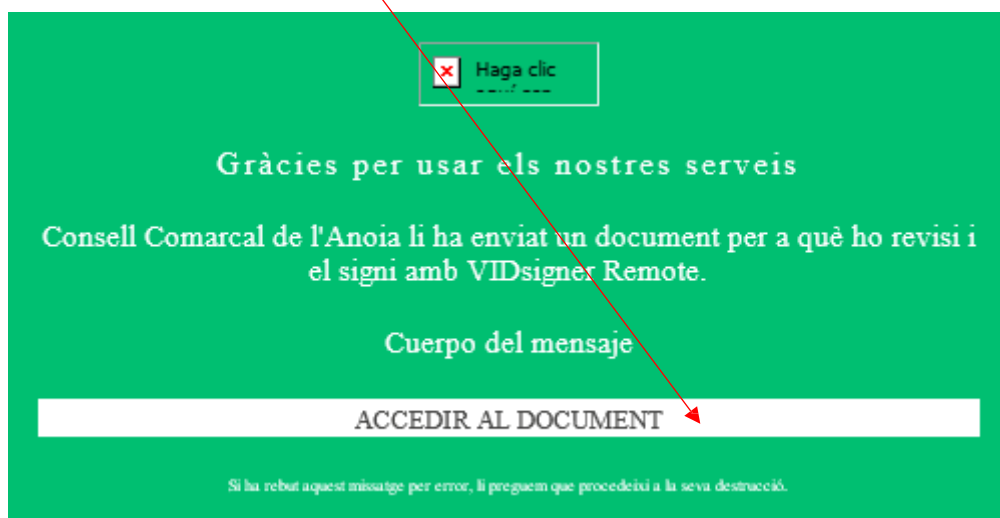 Haga clic
Gràcies per usar els nostres serveis
Consell Comarcal de l'Anoia li ha enviat un document per a què ho revisi i
el signi amb VIDsigner Remote.
Cuerpo del mensaje
ACCEDIR AL DOCUMENT
Si ha rebut aquest missatge per error, li preguem que procedeixi a la seva destrucció.